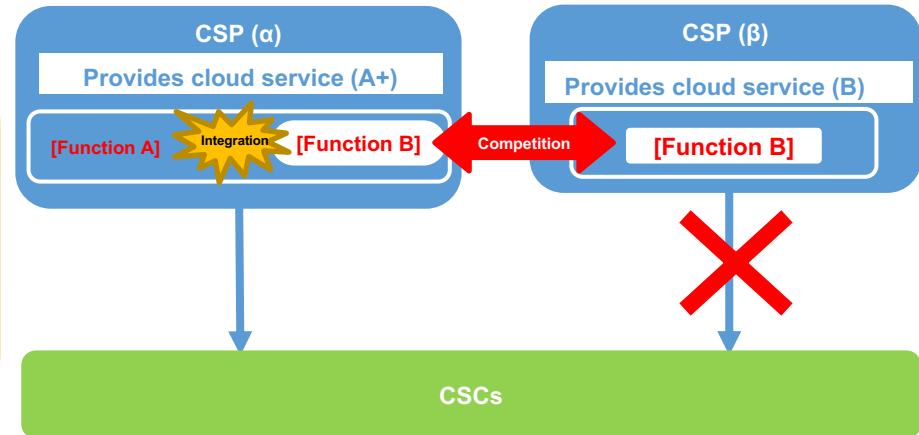 CSP (α)
Provides cloud service (A+)
[Function A]
Integration
[Function B]
Competition
CSP (β)
Provides cloud service (B)
[Function B]
CSCs